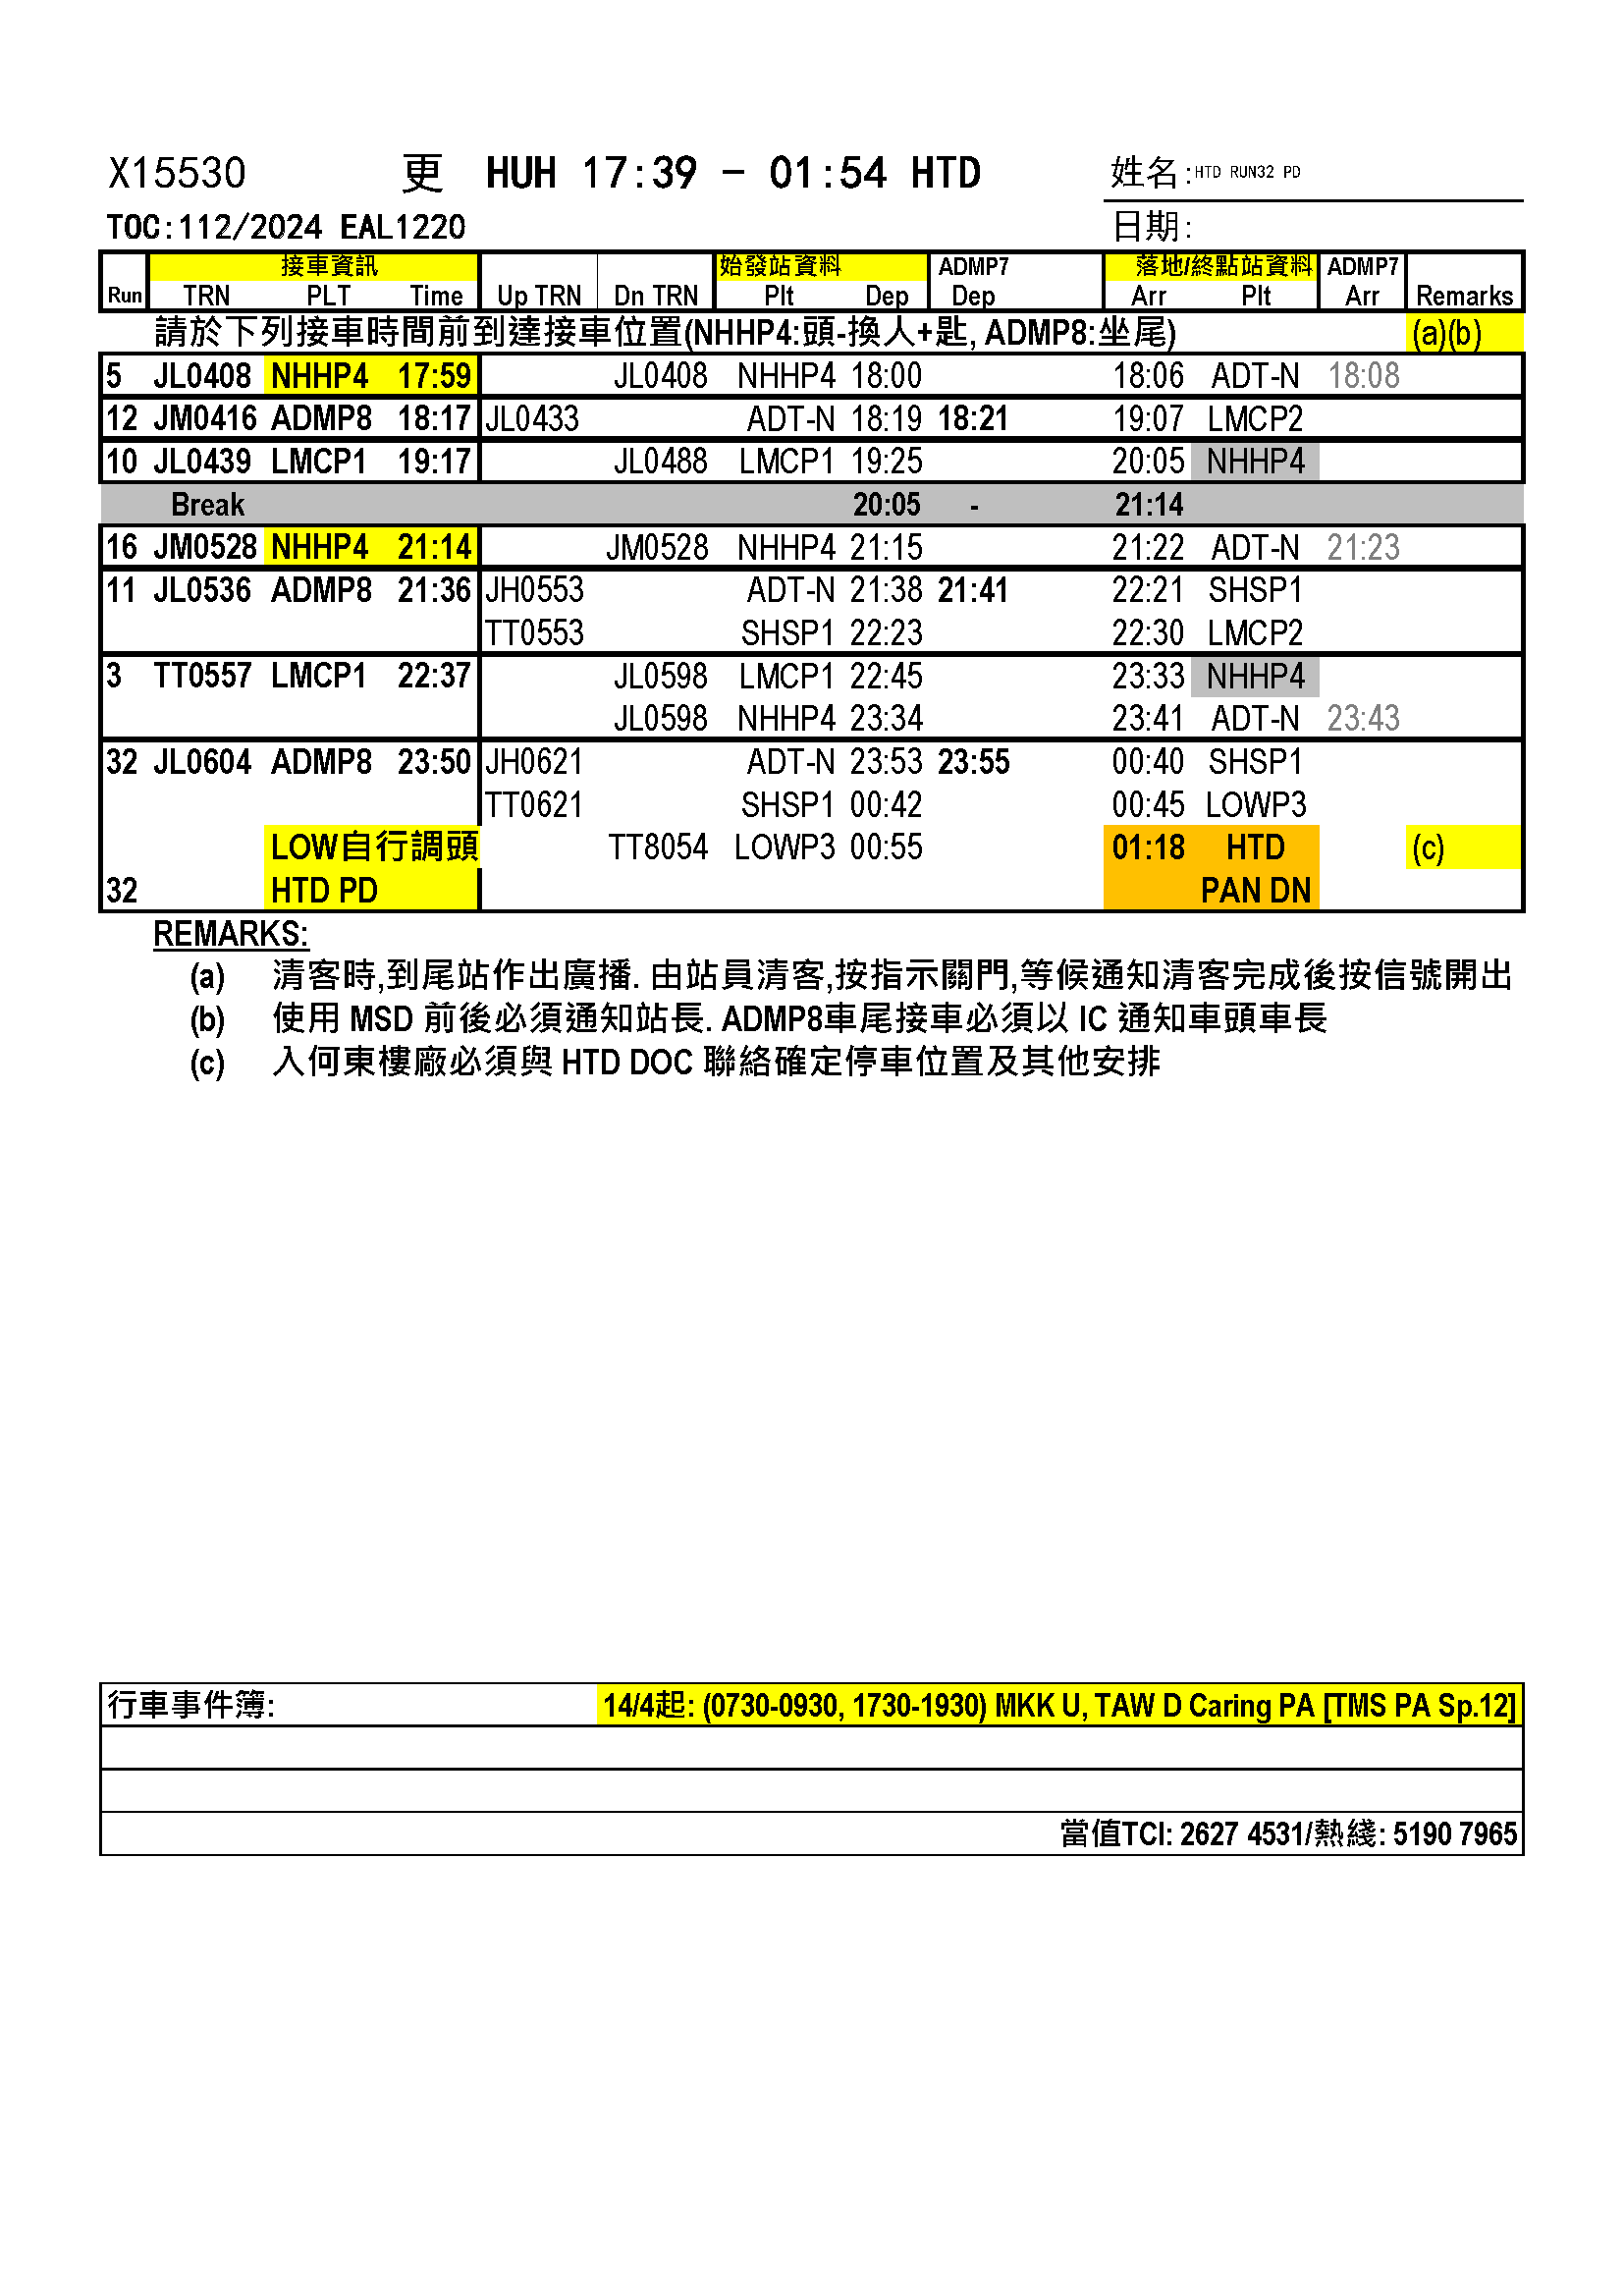 X15530 更 HUH 17:39 - 01:54 HTD 姓名:HTD RUN32 PD
TOC:112/2024 EAL1220 日期:
接車資訊 始發站資料 ADMP7 落地/終點站資料 ADMP7
Run TRN PLT Time Up TRN Dn TRN Plt Dep Dep Arr Plt Arr Remarks
請於下列接車時間前到達接車位置(NHHP4:頭-換人+匙, ADMP8:坐尾) (a)(b)
5 JL0408 NHHP4 17:59 JL0408 NHHP4 18:00 18:06 ADT-N 18:08
12 JM0416 ADMP8 18:17 JL0433 ADT-N 18:19 18:21 19:07 LMCP2
10 JL0439 LMCP1 19:17 JL0488 LMCP1 19:25 20:05 NHHP4
Break 20:05 - 21:14
16 JM0528 NHHP4 21:14 JM0528 NHHP4 21:15 21:22 ADT-N 21:23
11 JL0536 ADMP8 21:36 JH0553 ADT-N 21:38 21:41 22:21 SHSP1
TT0553 SHSP1 22:23 22:30 LMCP2
3 TT0557 LMCP1 22:37 JL0598 LMCP1 22:45 23:33 NHHP4
JL0598 NHHP4 23:34 23:41 ADT-N 23:43
32 JL0604 ADMP8 23:50 JH0621 ADT-N 23:53 23:55 00:40 SHSP1
TT0621 SHSP1 00:42 00:45 LOWP3
LOW自行調頭 TT8054 LOWP3 00:55 01:18 HTD (c)
32 HTD PD PAN DN
REMARKS:
(a) 清客時,到尾站作出廣播. 由站員清客,按指示關門,等候通知清客完成後按信號開出
(b) 使用 MSD 前後必須通知站長. ADMP8車尾接車必須以 IC 通知車頭車長
(c) 入何東樓廠必須與 HTD DOC 聯絡確定停車位置及其他安排
行車事件簿: 14/4起: (0730-0930, 1730-1930) MKK U, TAW D Caring PA [TMS PA Sp.12]
當值TCI: 2627 4531/熱綫: 5190 7965